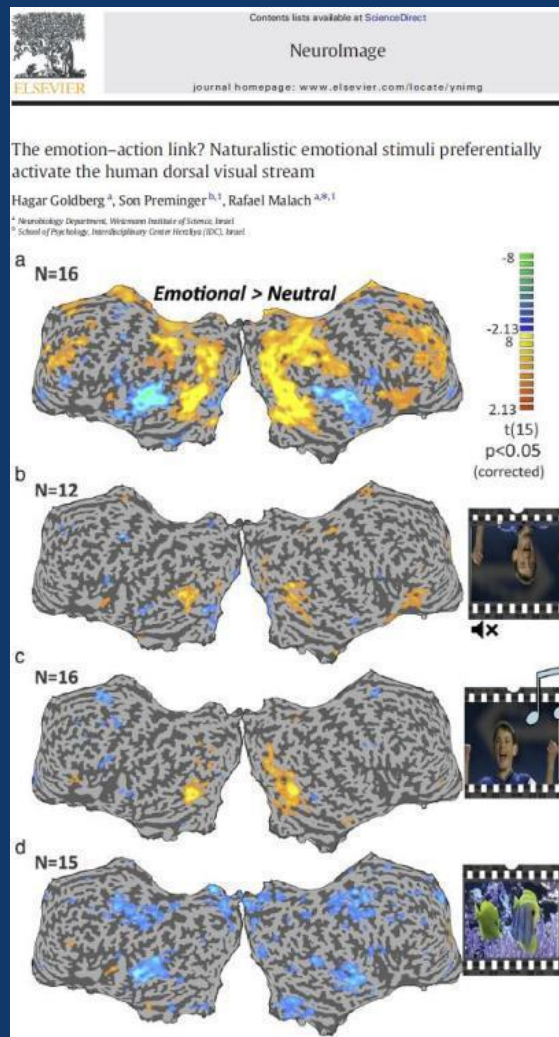 Contents lists available at ScienceDirect
NeuroImage
journal homepage: www.elsevier.com/locate/ynimg
ELSEVIER
The emotion–action link? Naturalistic emotional stimuli preferentially
activate the human dorsal visual stream
Hagar Goldberg a, Son Preminger b,1, Rafael Malach a,*,1
a Neurobiology Department, Weizmann Institute of Science, Israel
b School of Psychology, Interdisciplinary Center Herzliya (IDC), Israel
a
N=16
Emotional > Neutral
-8
-2.13
8
2.13
t(15)
p<0.05
(corrected)
b
N=12
c
N=16
d
N=15